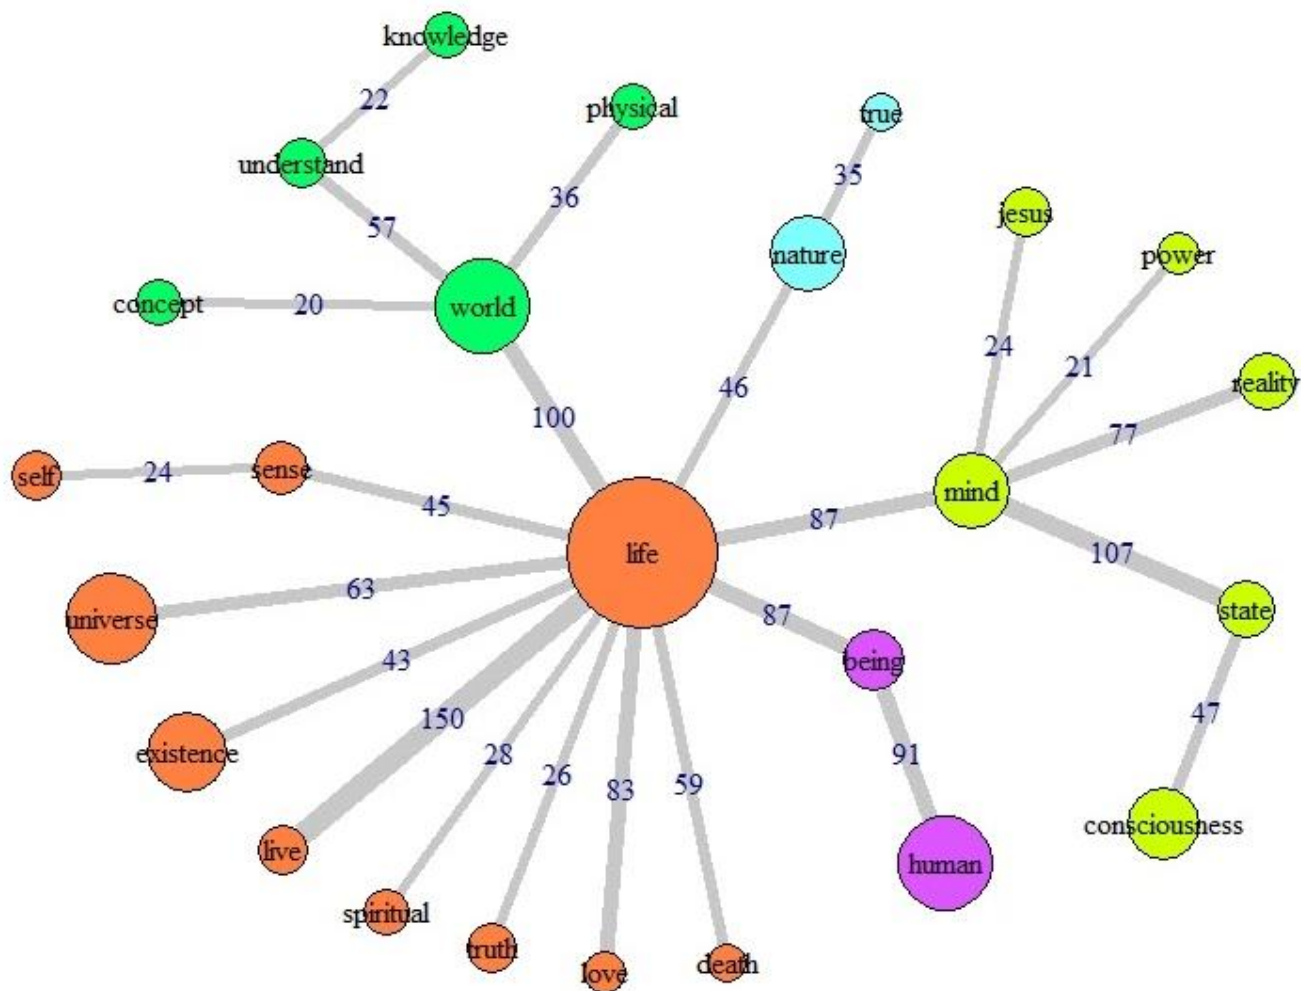 knowledge
22
physical
true
understand
35
36
57
jesus
nature
power
concept
20
world
24
21
reality
46
77
100
self
24
sense
45
mind
87
107
life
63
universe
87
state
43
being
150
47
existence
28
26
83
59
91
live
consciousness
human
spiritual
truth
love
death